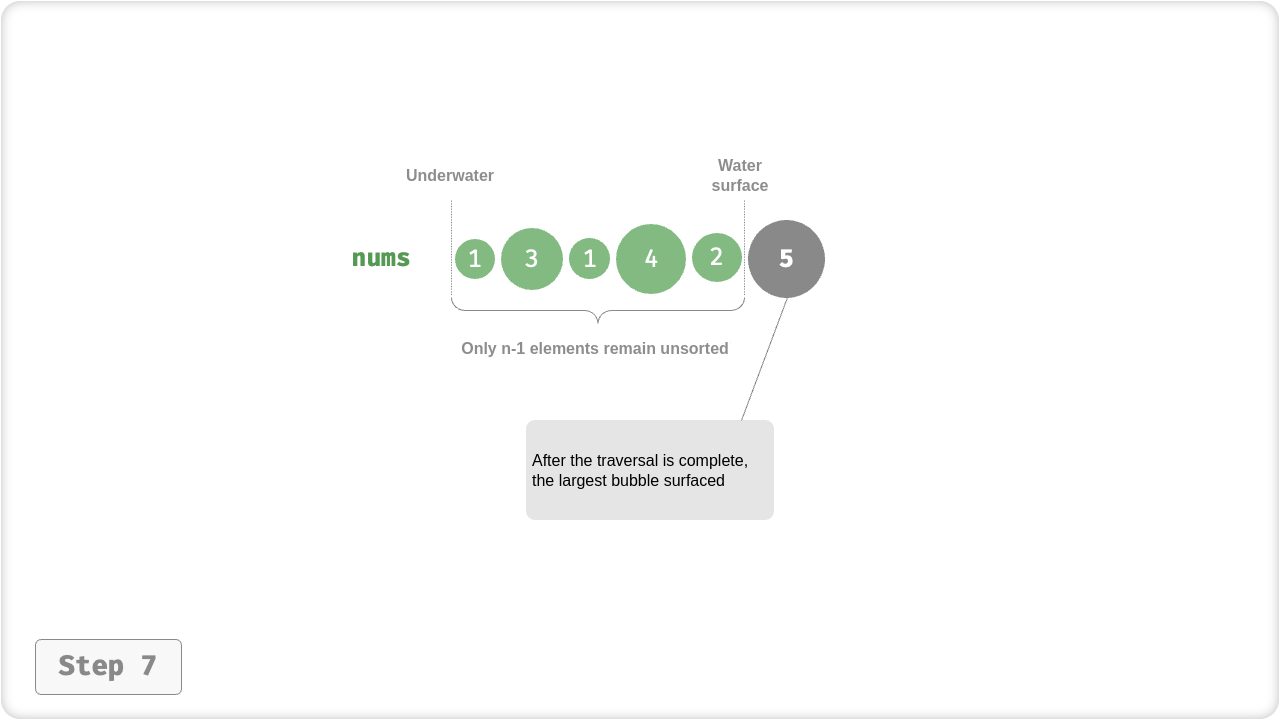 Underwater
Water
surface
nums
1 3 1 4 2 5
Only n-1 elements remain unsorted
After the traversal is complete,
the largest bubble surfaced
Step 7